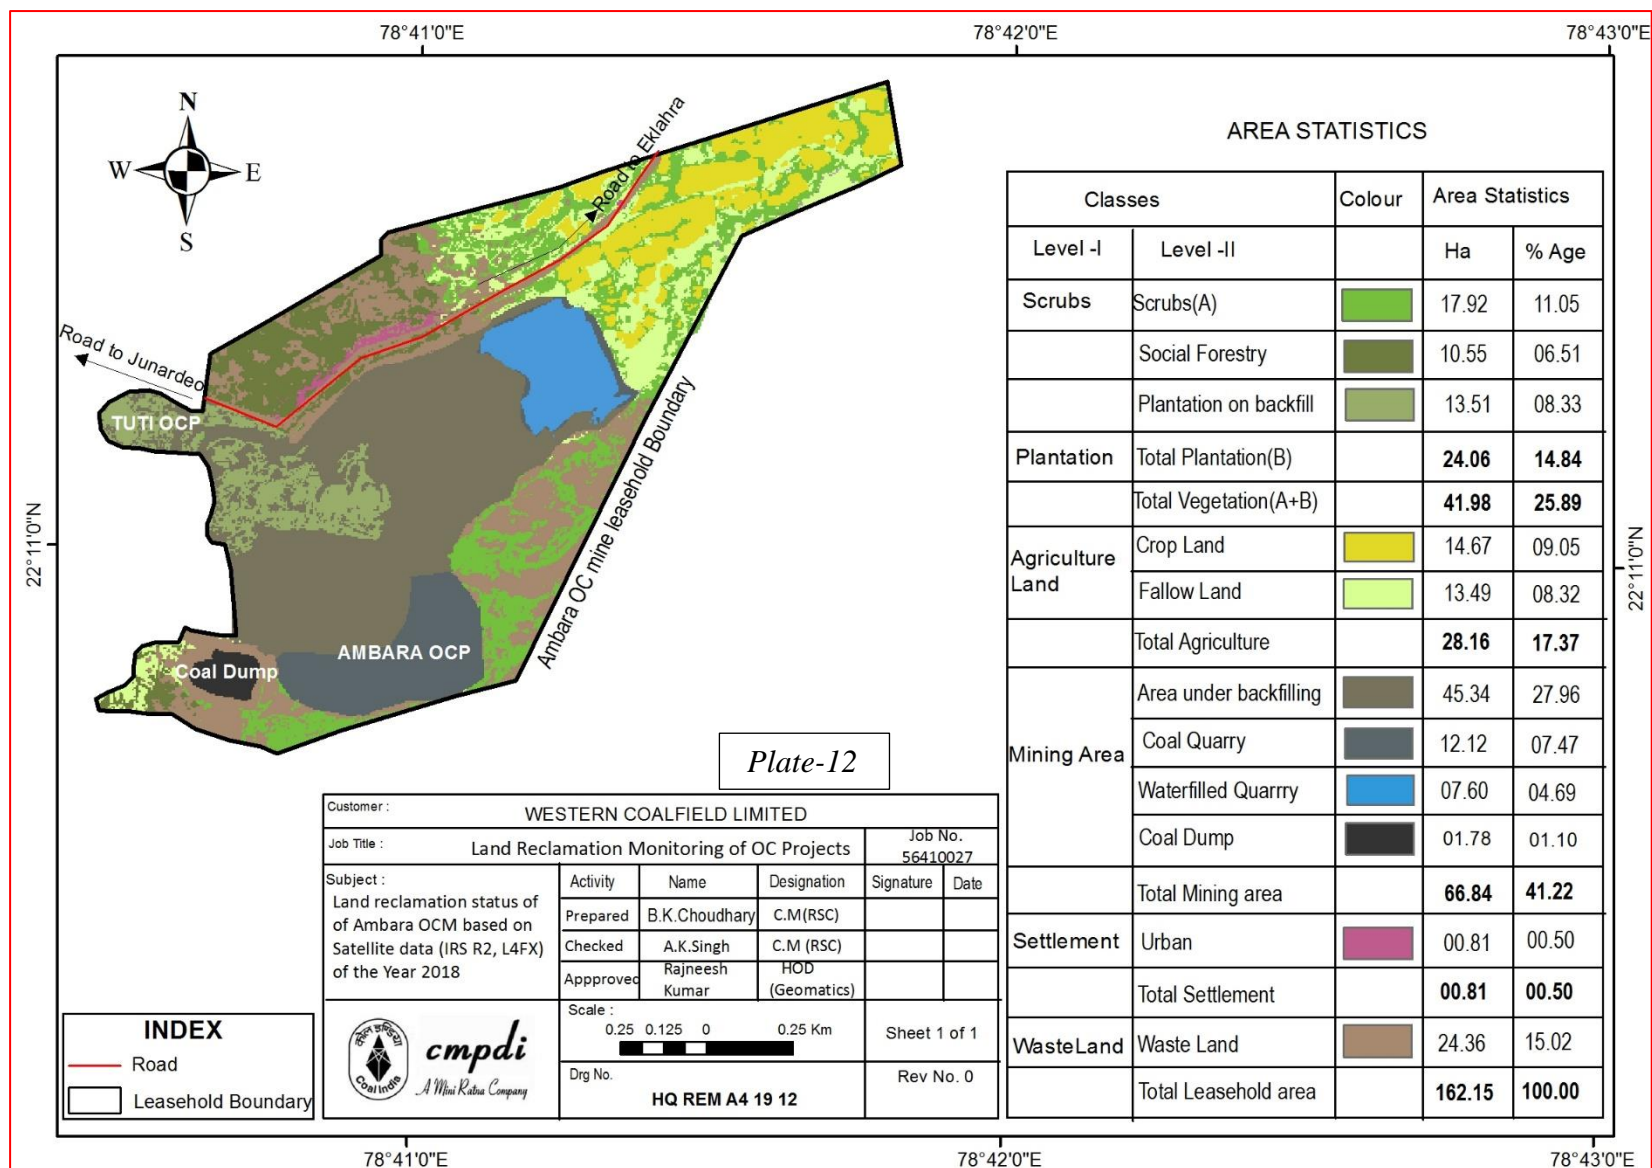 78°41'0"E 78°42'0"E 78°43'0"E
N
W E
S
Road to Eklahra
Road to Junardeo
TUTI OCP
22°11'0"N
Ambara OC mine leasehold Boundary
AMBARA OCP
Coal Dump
Plate-12
AREA STATISTICS
Classes Colour Area Statistics
Level -I Level -II Ha % Age
Scrubs Scrubs(A) 17.92 11.05
Social Forestry 10.55 06.51
Plantation on backfill 13.51 08.33
Plantation Total Plantation(B) 24.06 14.84
Total Vegetation(A+B) 41.98 25.89
Agriculture Land Crop Land 14.67 09.05
Fallow Land 13.49 08.32
Total Agriculture 28.16 17.37
Mining Area Area under backfilling 45.34 27.96
Coal Quarry 12.12 07.47
Waterfilled Quarrry 07.60 04.69
Coal Dump 01.78 01.10
Total Mining area 66.84 41.22
Settlement Urban 00.81 00.50
Total Settlement 00.81 00.50
WasteLand Waste Land 24.36 15.02
Total Leasehold area 162.15 100.00
22°11'0"N
Customer : WESTERN COALFIELD LIMITED
Job Title : Land Reclamation Monitoring of OC Projects
Job No.
56410027
Subject :
Land reclamation status of
of Ambara OCM based on
Satellite data (IRS R2, L4FX)
of the Year 2018
Activity Name Designation Signature Date
Prepared B.K.Choudhary C.M(RSC)
Checked A.K.Singh C.M (RSC)
Appproved Rajneesh Kumar HOD (Geomatics)
कोल इण्डिया
Coal India
cmpdi
A Mini Ratna Company
Scale :
0.25 0.125 0 0.25 Km
Sheet 1 of 1
Drg No.
HQ REM A4 19 12
Rev No. 0
INDEX
Road
Leasehold Boundary
78°41'0"E 78°42'0"E 78°43'0"E